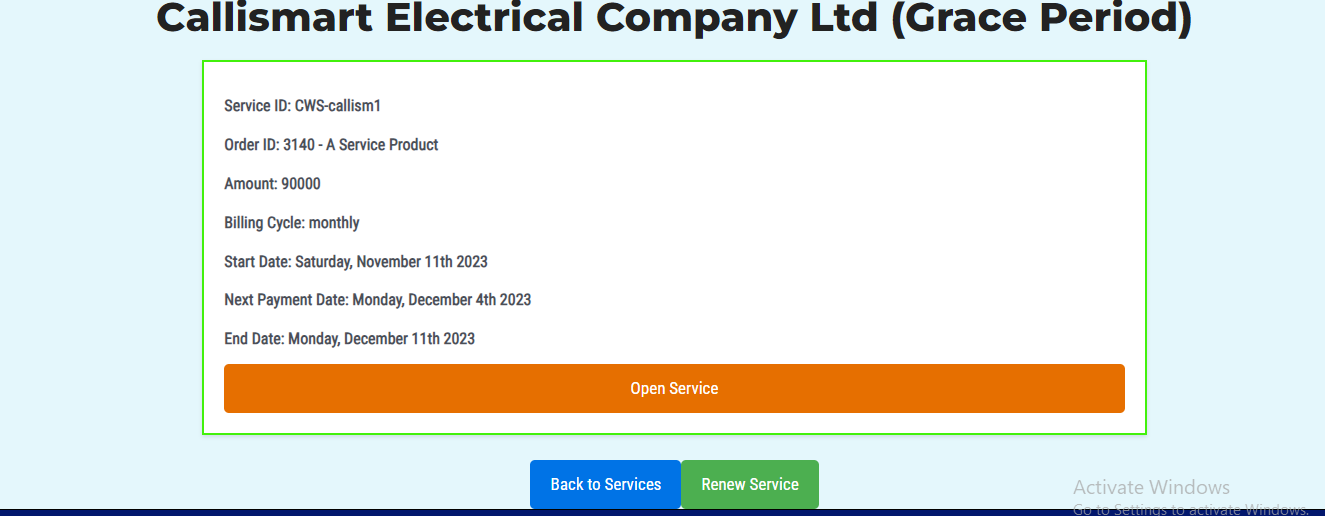 Callismart Electrical Company Ltd (Grace Period)
Service ID: CWS-callism1
Order ID: 3140 - A Service Product
Amount: 90000
Billing Cycle: monthly
Start Date: Saturday, November 11th 2023
Next Payment Date: Monday, December 4th 2023
End Date: Monday, December 11th 2023
Open Service
Back to Services
Renew Service
Activate Windows
Go to Settings to activate Windows.